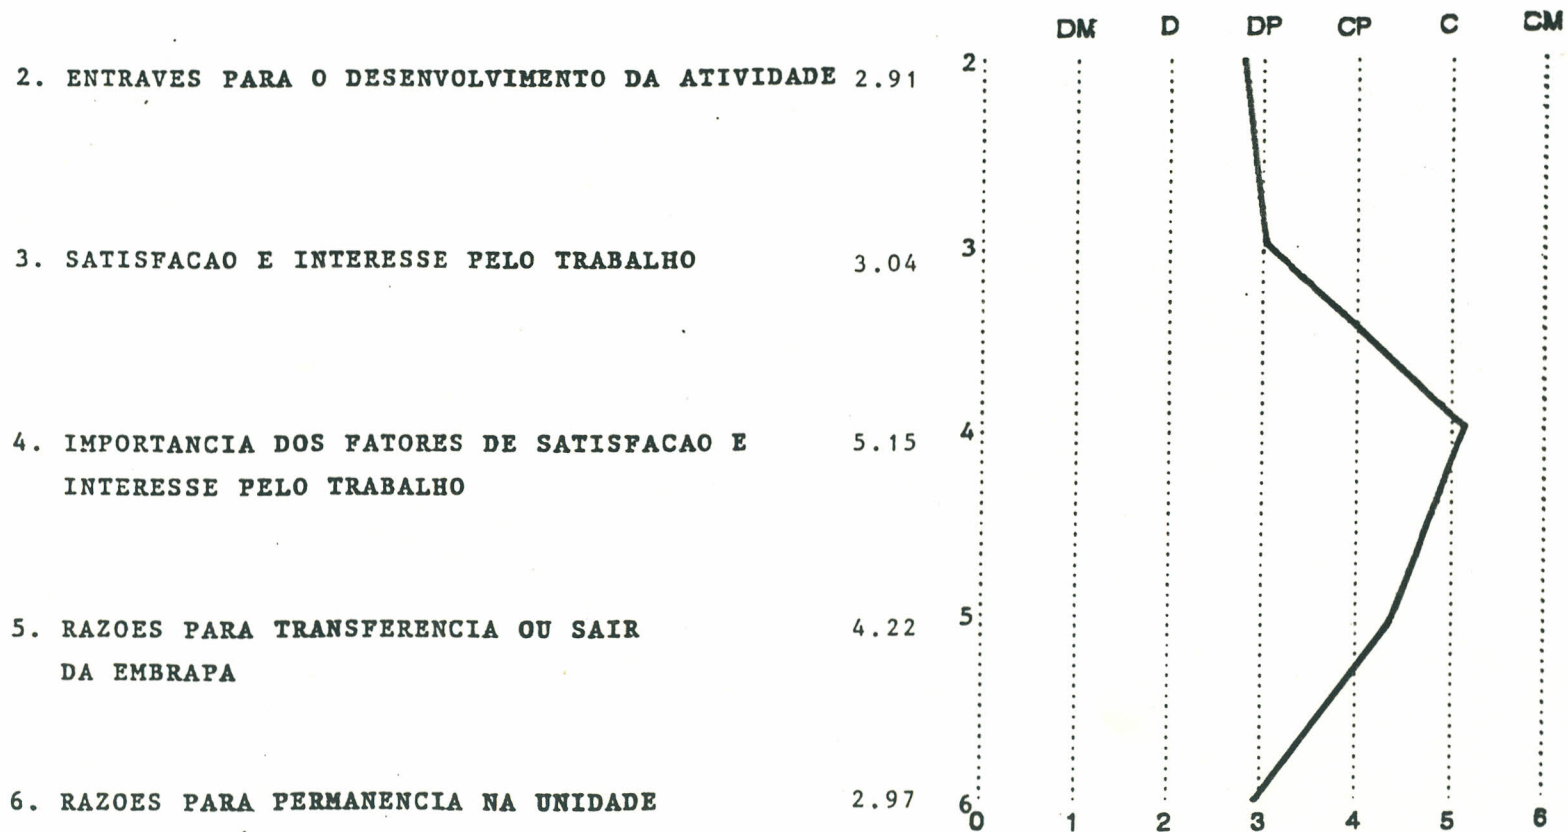 DM D DP CP C CM
2. ENTRAVES PARA O DESENVOLVIMENTO DA ATIVIDADE 2.91 2
3. SATISFACAO E INTERESSE PELO TRABALHO 3.04 3
4. IMPORTANCIA DOS FATORES DE SATISFACAO E 5.15 4
INTERESSE PELO TRABALHO
5. RAZOES PARA TRANSFERENCIA OU SAIR 4.22 5
DA EMBRAPA
6. RAZOES PARA PERMANENCIA NA UNIDADE 2.97 6
0 1 2 3 4 5 6